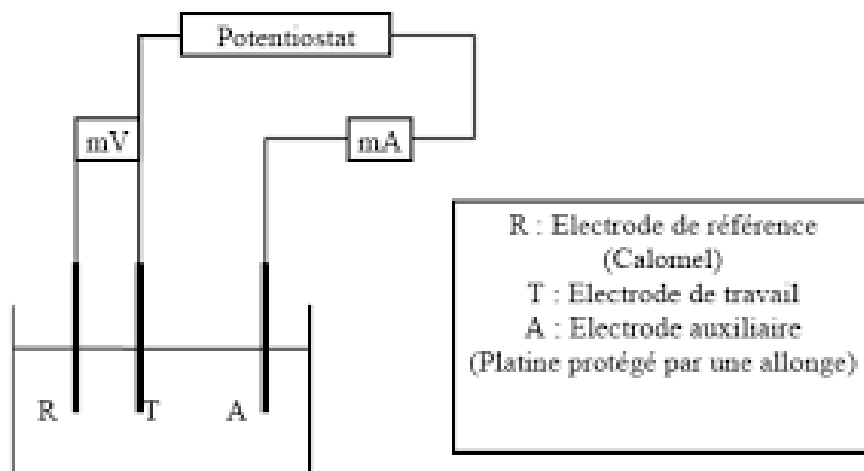 Potentiostat
mV
mA
R T A
R : Electrode de référence
(Calomel)
T : Electrode de travail
A : Electrode auxiliaire
(Platine protégé par une allonge)